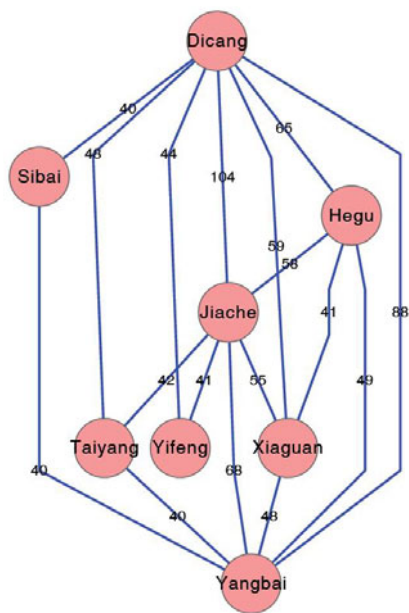 Dicang
40
65
48
44
Sibai
104
Hegu
59
58
Jiache
41
88
42
41
55
49
Taiyang
Yifeng
Xiaguan
40
68
40
48
Yangbai